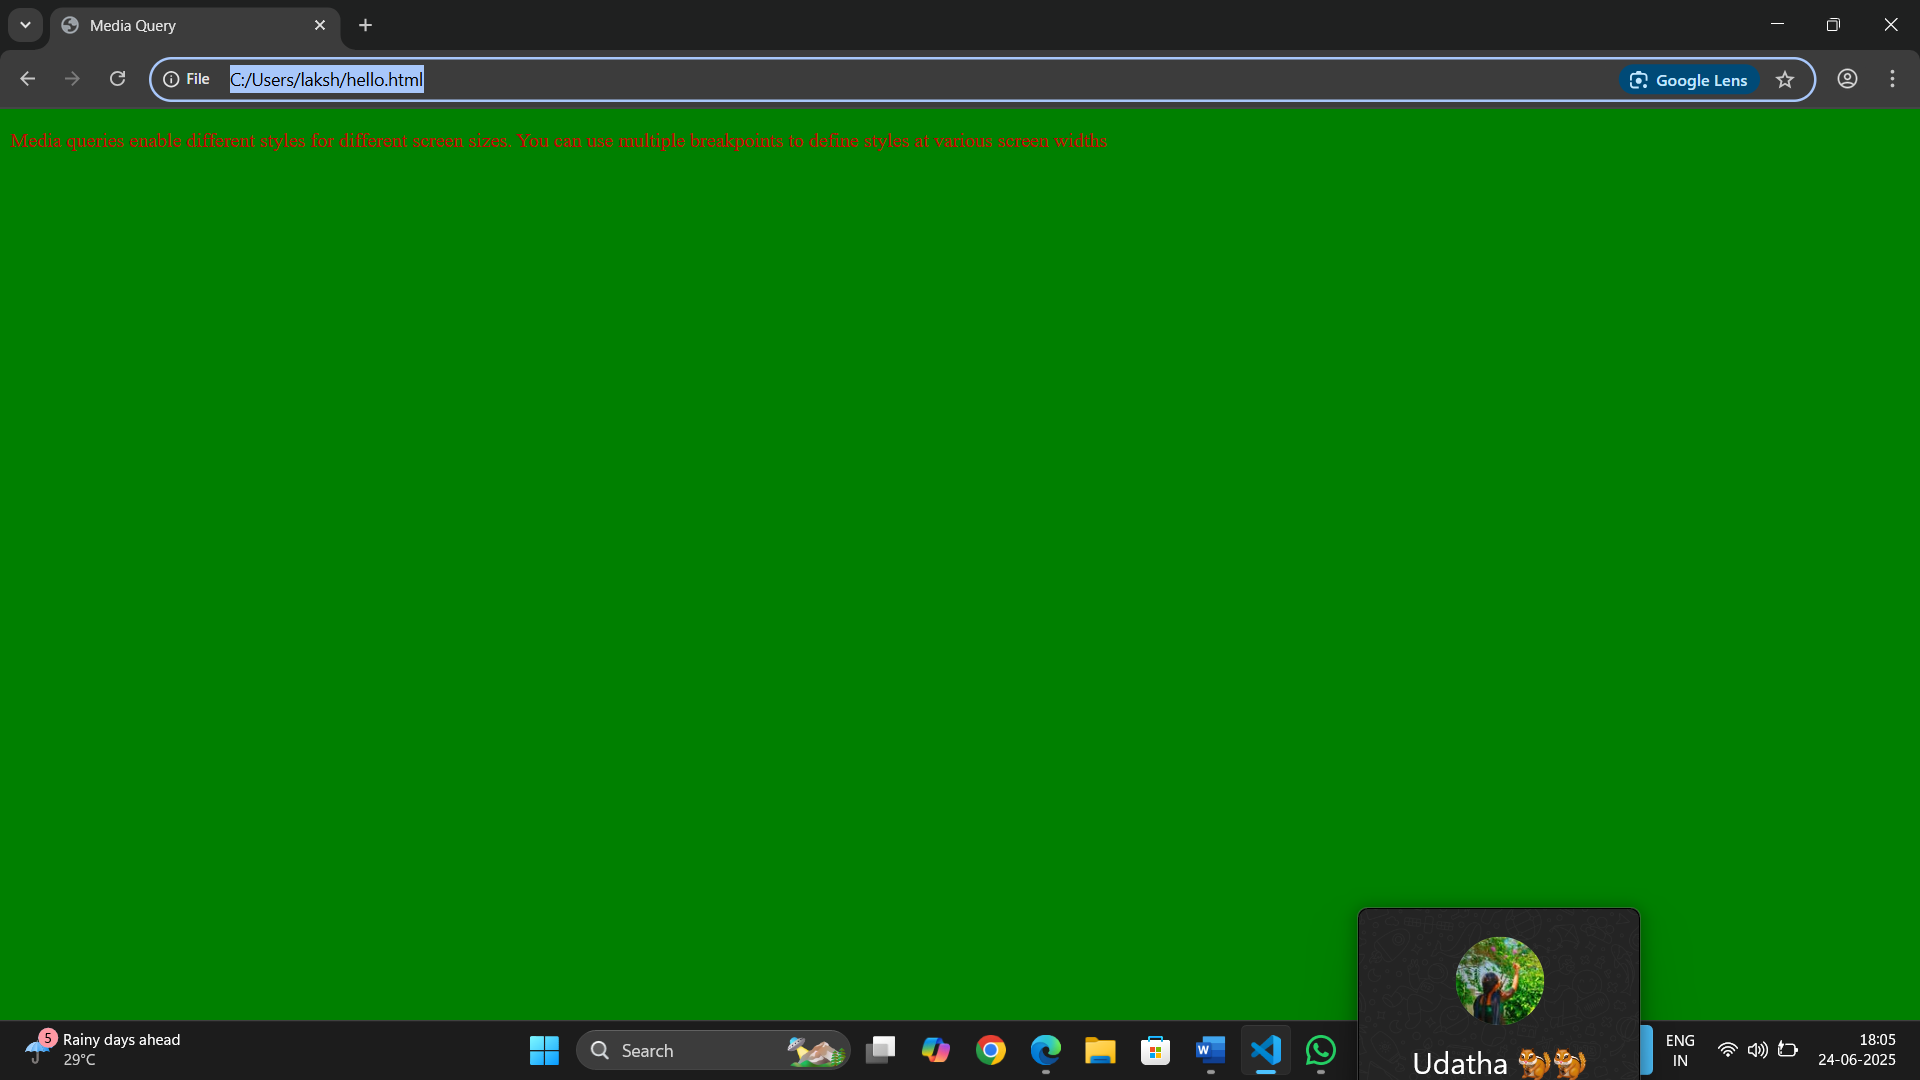 Media Query
File
C:/Users/laksh/hello.html
Google Lens
Media queries enable different styles for different screen sizes. You can use multiple breakpoints to define styles at various screen widths
5
Rainy days ahead
29°C
Search
W
Udatha 🐿️🐿️
ENG
IN
18:05
24-06-2025